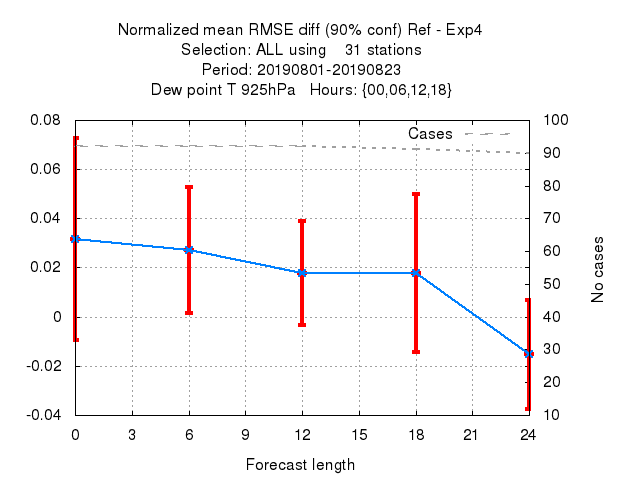 Normalized mean RMSE diff (90% conf) Ref - Exp4
Selection: ALL using    31 stations
Period: 20190801-20190823
Dew point T 925hPa   Hours: {00,06,12,18}
Cases
0.08
0.06
0.04
0.02
0
-0.02
-0.04
100
90
80
70
60
50
40
30
20
10
No cases
0 3 6 9 12 15 18 21 24
Forecast length